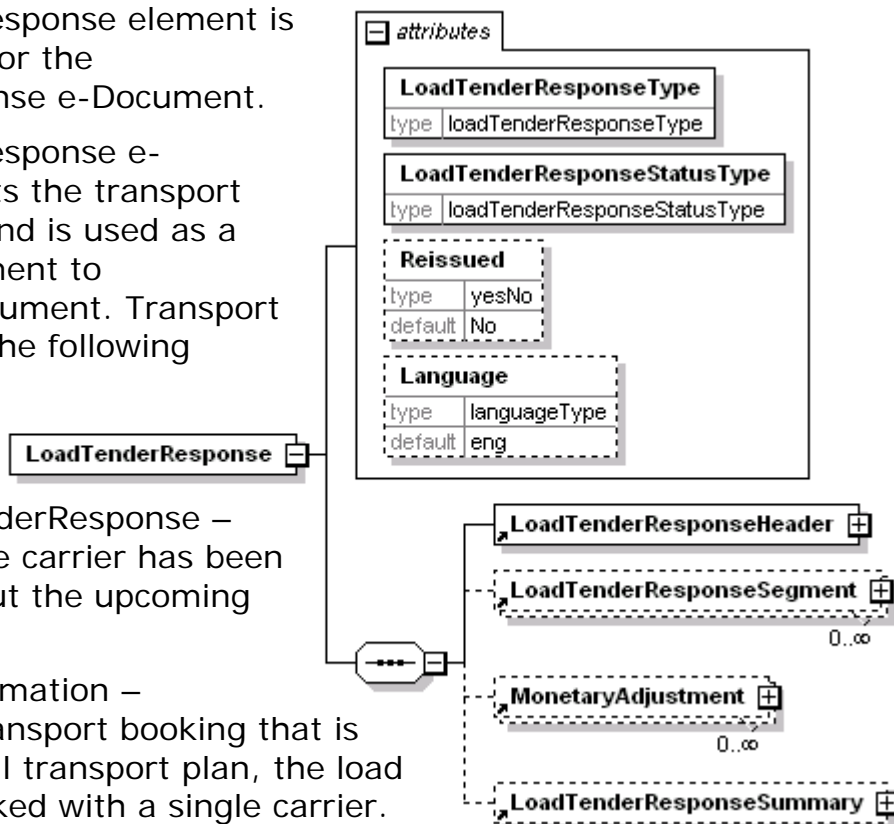 esponse element is
or the
nse e-Document.
esponse e-
ts the transport
nd is used as a
nent to
ument. Transport
he following
derResponse –
e carrier has been
ut the upcoming
mation –
ansport booking that is
l transport plan, the load
ked with a single carrier.
attributes
LoadTenderResponseType
type loadTenderResponseType
LoadTenderResponseStatusType
type loadTenderResponseStatusType
Reissued
type yesNo
default No
Language
type languageType
default eng
LoadTenderResponse
LoadTenderResponseHeader
LoadTenderResponseSegment
0..∞
MonetaryAdjustment
0..∞
LoadTenderResponseSummary